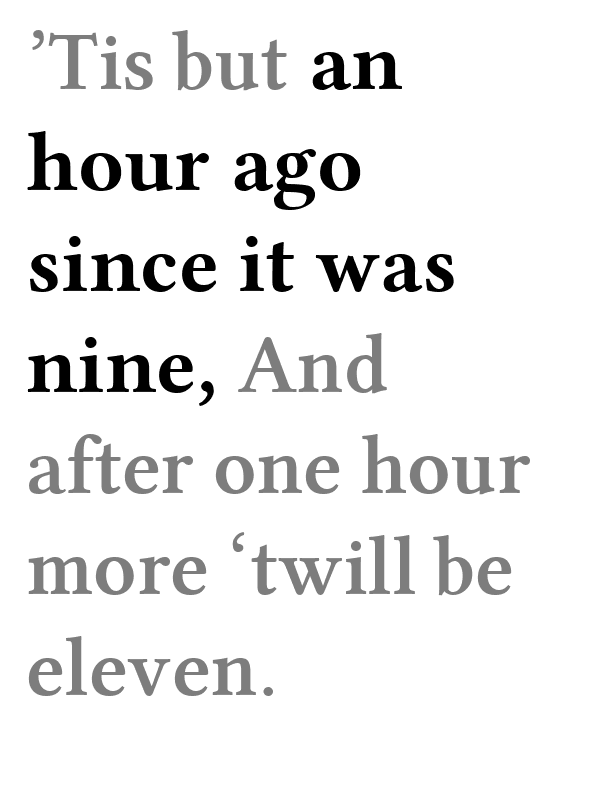 ’Tis but an
hour ago
since it was
nine, And
after one hour
more ‘twill be
eleven.